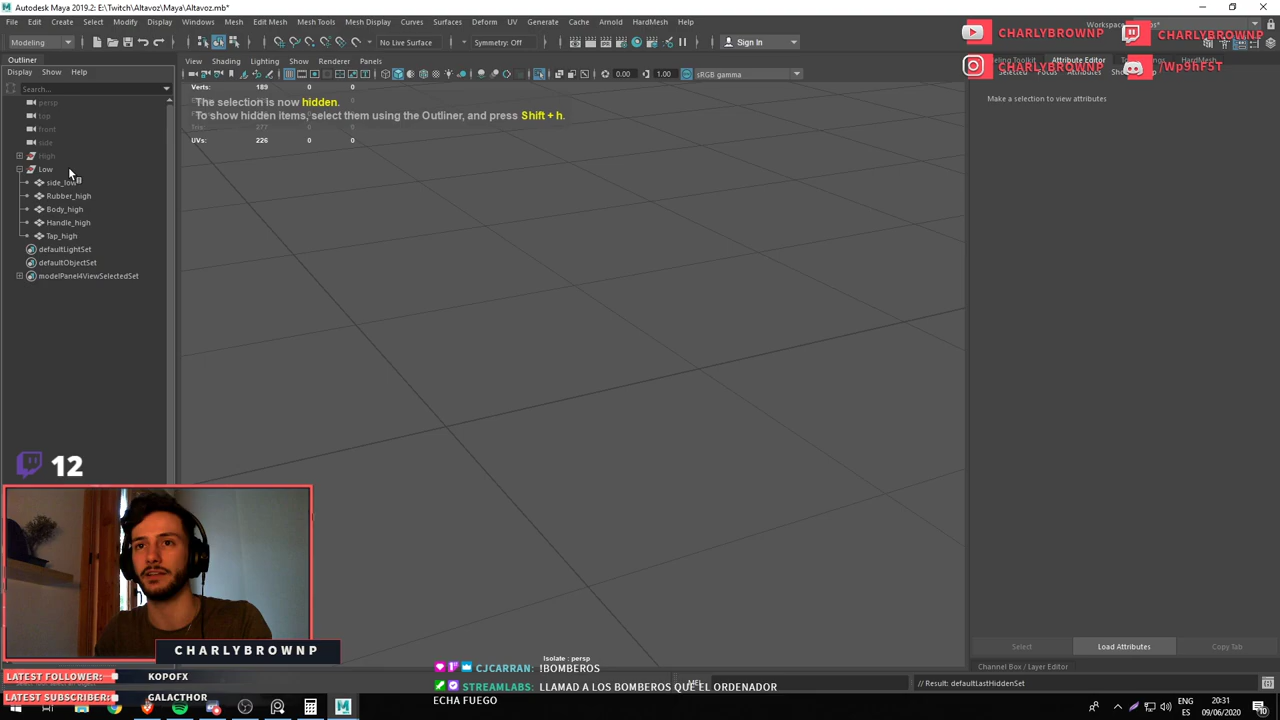 Autodesk Maya 2019.2: E:\Twitch\Altavoz\Maya\Altavoz.mb*
File Edit Create Select Modify Display Windows Mesh Edit Mesh Mesh Tools Mesh Display Curves Surfaces Deform UV Generate Cache Arnold HardMesh Help
Modeling No Live Surface Symmetry: Off Sign In
CHARLYBROWNP CHARLYBROWNP
CHARLYBROWNP /Wp9hF5T
Outliner
Display Show Help
Search...
View Shading Lighting Show Renderer Panels
0.00 1.00 sRGB gamma
Attribute Editor
persp
top
front
side
High
Low
side_low
Rubber_high
Body_high
Handle_high
Tap_high
defaultLightSet
defaultObjectSet
modelPanel4ViewSelectedSet
Verts: 189 0 0
The selection is now hidden.
To show hidden items, select them using the Outliner, and press Shift + h.
277 0 0
UVs: 226 0 0
Make a selection to view attributes
12
CHARLYBROWNP
Isolate : persp
CJCARRAN: !BOMBEROS
STREAMLABS: LLAMAD A LOS BOMBEROS QUE EL ORDENADOR
ECHA FUEGO
LATEST FOLLOWER: KOPOFX
LATEST SUBSCRIBER: GALACTHOR
Select Load Attributes Copy Tab
Channel Box / Layer Editor
// Result: defaultLastHiddenSet
ENG
ES
20:31
09/06/2020